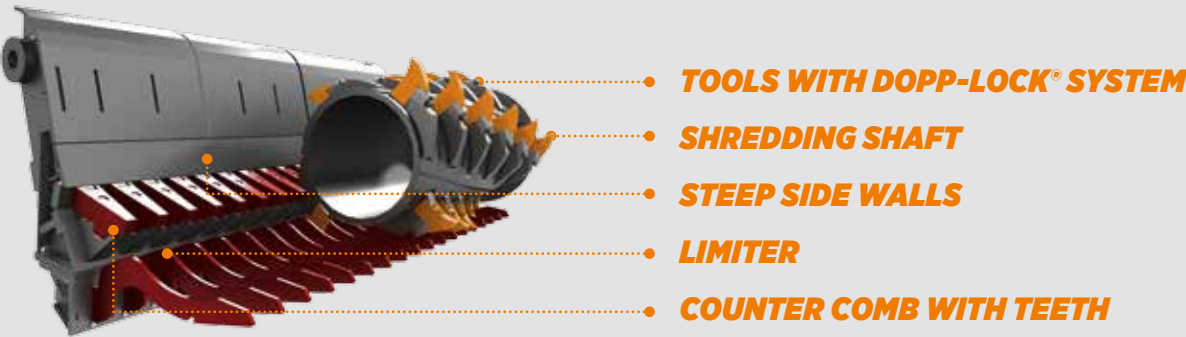 TOOLS WITH DOPP-LOCK® SYSTEM
SHREDDING SHAFT
STEEP SIDE WALLS
LIMITER
COUNTER COMB WITH TEETH